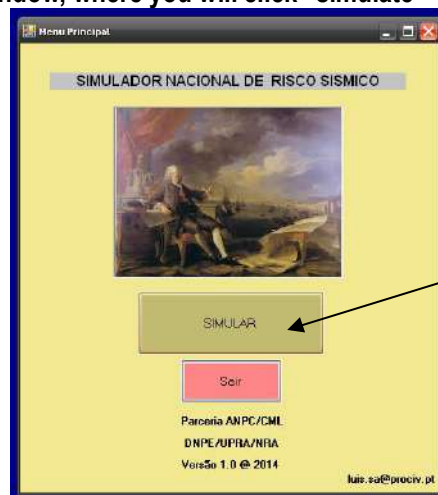 window, where you will click "simulate"
Menu Principal
SIMULADOR NACIONAL DE RISCO SISMICO
SIMULAR
Sair
Parceria ANPC/CML
DNPE/UPRA/NRA
Versão 1.0 @ 2014
luis.sa@prociv.pt